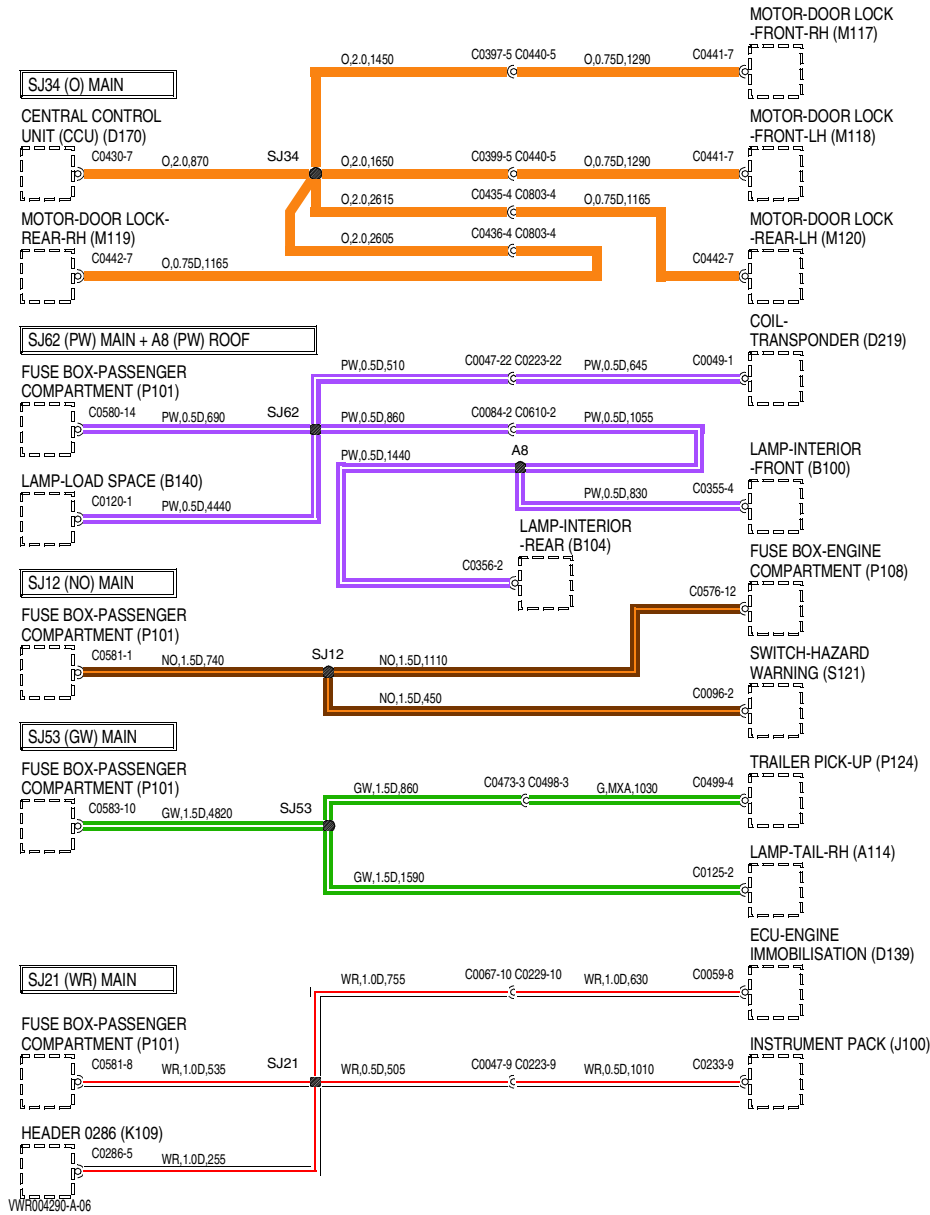 MOTOR-DOOR LOCK
-FRONT-RH (M117)
O,2.0,1450
C0397-5 C0440-5
O,0.75D,1290
C0441-7
SJ34 (O) MAIN
CENTRAL CONTROL
UNIT (CCU) (D170)
MOTOR-DOOR LOCK
-FRONT-LH (M118)
C0430-7
O,2.0,870
SJ34
O,2.0,1650
C0399-5 C0440-5
O,0.75D,1290
C0441-7
O,2.0,2615
C0435-4 C0803-4
O,0.75D,1165
MOTOR-DOOR LOCK-
REAR-RH (M119)
MOTOR-DOOR LOCK
-REAR-LH (M120)
O,2.0,2605
C0436-4 C0803-4
C0442-7
O,0.75D,1165
C0442-7
SJ62 (PW) MAIN + A8 (PW) ROOF
COIL-
TRANSPONDER (D219)
PW,0.5D,510
C0047-22 C0223-22
PW,0.5D,645
C0049-1
FUSE BOX-PASSENGER
COMPARTMENT (P101)
C0580-14
PW,0.5D,690
SJ62
PW,0.5D,860
C0084-2 C0610-2
PW,0.5D,1055
PW,0.5D,1440
A8
LAMP-INTERIOR
-FRONT (B100)
LAMP-LOAD SPACE (B140)
C0120-1
PW,0.5D,4440
PW,0.5D,830
C0355-4
LAMP-INTERIOR
-REAR (B104)
C0356-2
FUSE BOX-ENGINE
COMPARTMENT (P108)
C0576-12
SJ12 (NO) MAIN
FUSE BOX-PASSENGER
COMPARTMENT (P101)
C0581-1
NO,1.5D,740
SJ12
NO,1.5D,1110
SWITCH-HAZARD
WARNING (S121)
NO,1.5D,450
C0096-2
SJ53 (GW) MAIN
FUSE BOX-PASSENGER
COMPARTMENT (P101)
TRAILER PICK-UP (P124)
GW,1.5D,860
C0473-3 C0498-3
G,MXA,1030
C0499-4
C0583-10
GW,1.5D,4820
SJ53
LAMP-TAIL-RH (A114)
GW,1.5D,1590
C0125-2
ECU-ENGINE
IMMOBILISATION (D139)
SJ21 (WR) MAIN
WR,1.0D,755
C0067-10 C0229-10
WR,1.0D,630
C0059-8
FUSE BOX-PASSENGER
COMPARTMENT (P101)
INSTRUMENT PACK (J100)
C0581-8
WR,1.0D,535
SJ21
WR,0.5D,505
C0047-9 C0223-9
WR,0.5D,1010
C0233-9
HEADER 0286 (K109)
C0286-5
WR,1.0D,255
VWR004290-A-06